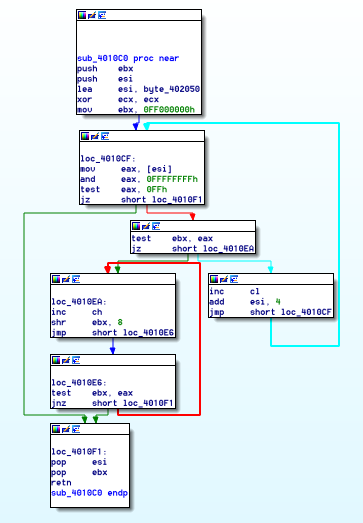 sub_4010C0 proc near
push ebx
push esi
lea esi, byte_402050
xor ecx, ecx
mov ebx, 0FF000000h
loc_4010CF:
mov eax, [esi]
and eax, 0FFFFFFFFh
test eax, 0FFh
jz short loc_4010F1
test ebx, eax
jz short loc_4010EA
loc_4010EA:
inc ch
shr ebx, 8
jmp short loc_4010E6
inc cl
add esi, 4
jmp short loc_4010CF
loc_4010E6:
test ebx, eax
jnz short loc_4010F1
loc_4010F1:
pop esi
pop ebx
retn
sub_4010C0 endp